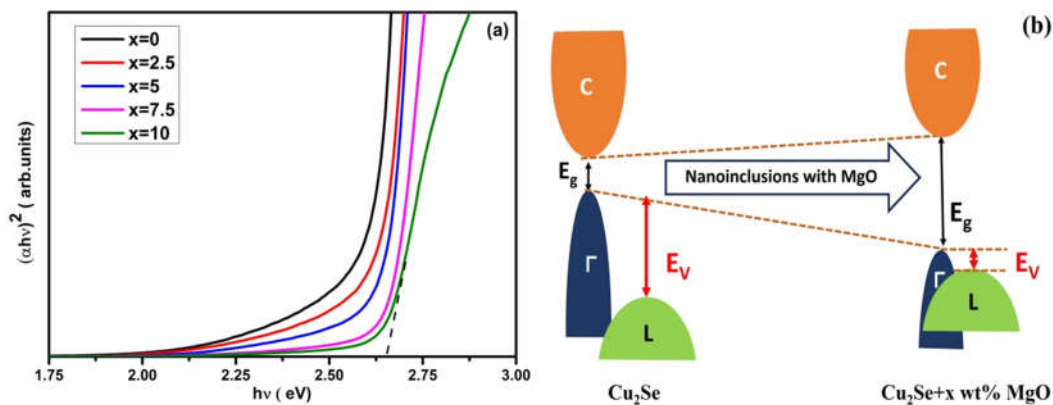 (a)
x=0
x=2.5
x=5
x=7.5
x=10
(αhν)² ( arb.units)
1.75 2.00 2.25 2.50 2.75 3.00
hν ( eV)
(b)
C
C
Eg
Nanoinclusions with MgO
Eg
Γ
EV
L
Γ
EV
L
Cu₂Se
Cu₂Se+x wt% MgO